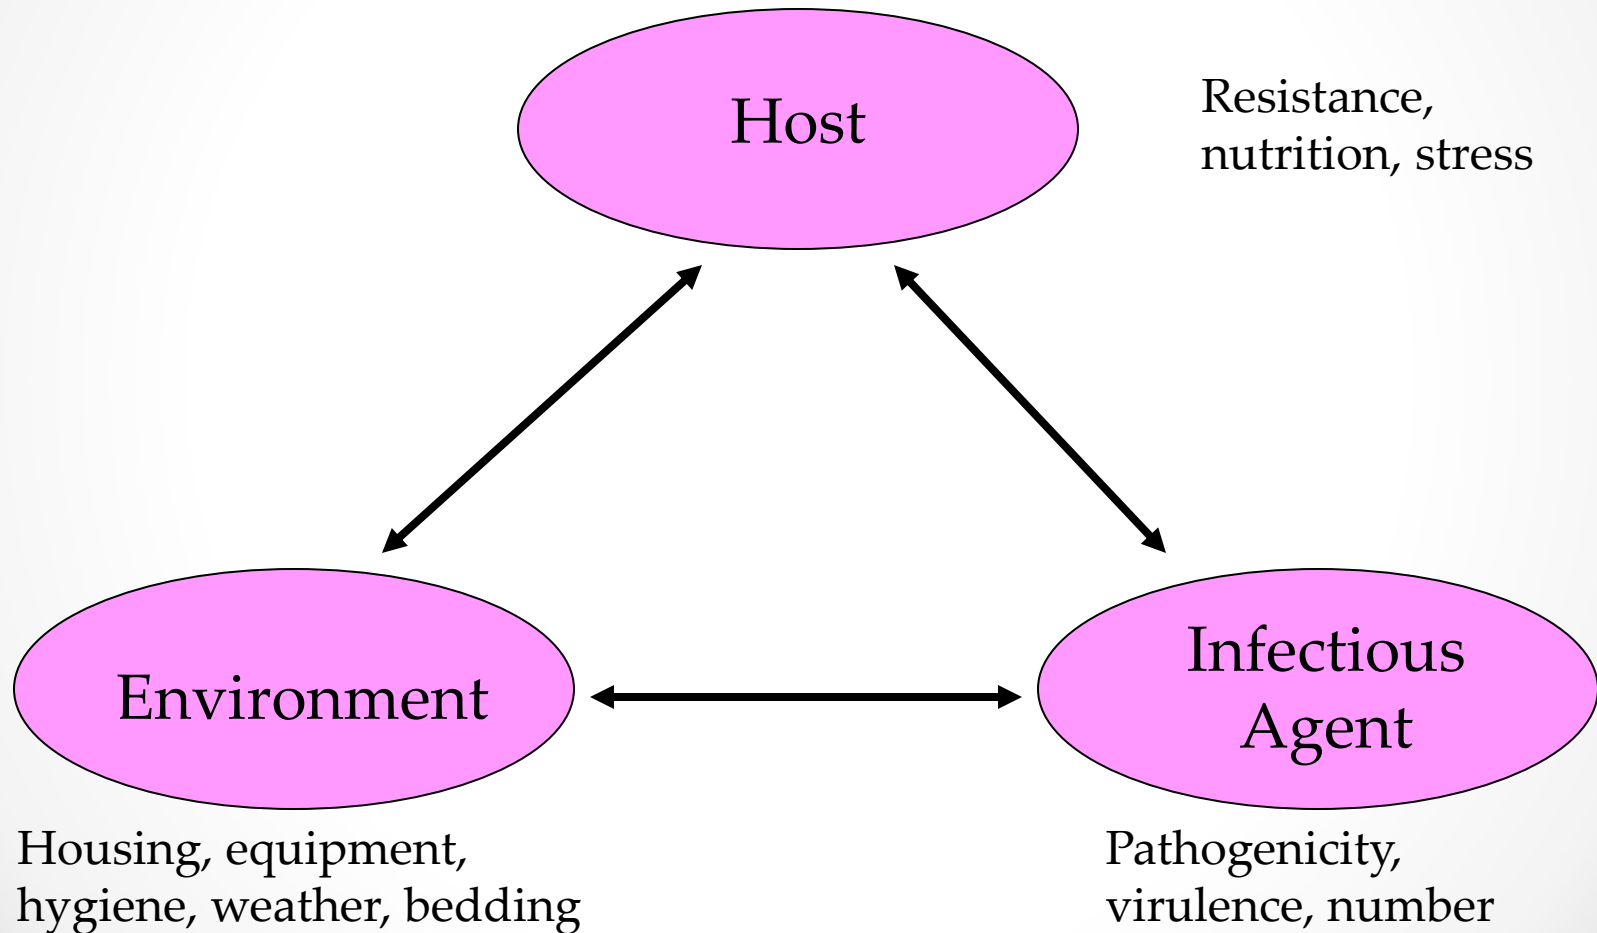 Host
Resistance,
nutrition, stress
Environment
Infectious
Agent
Housing, equipment,
hygiene, weather, bedding
Pathogenicity,
virulence, number